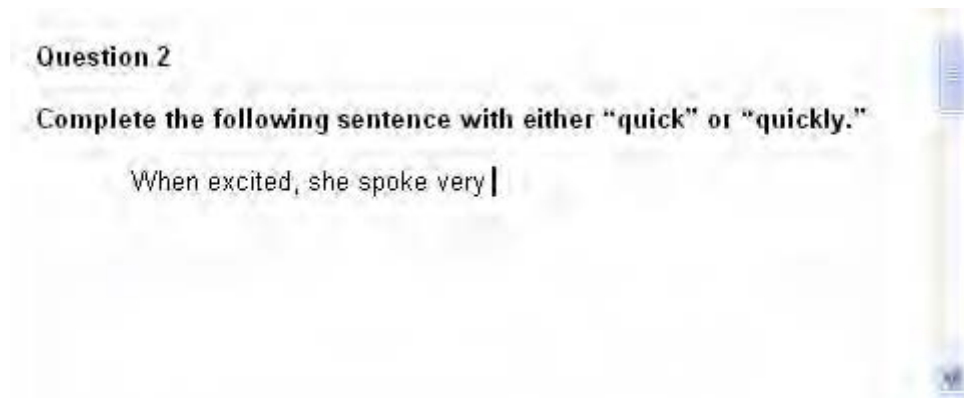 Question 2
Complete the following sentence with either “quick” or “quickly.”
When excited, she spoke very